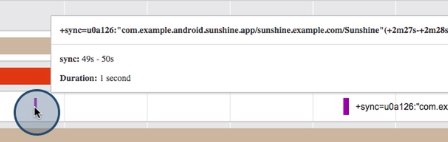 +sync=u0a126:"com.example.android.sunshine.app/sunshine.example.com/Sunshine"(+2m27s-+2m28s
sync: 49s - 50s
Duration: 1 second
+sync=u0a126:"com.ex